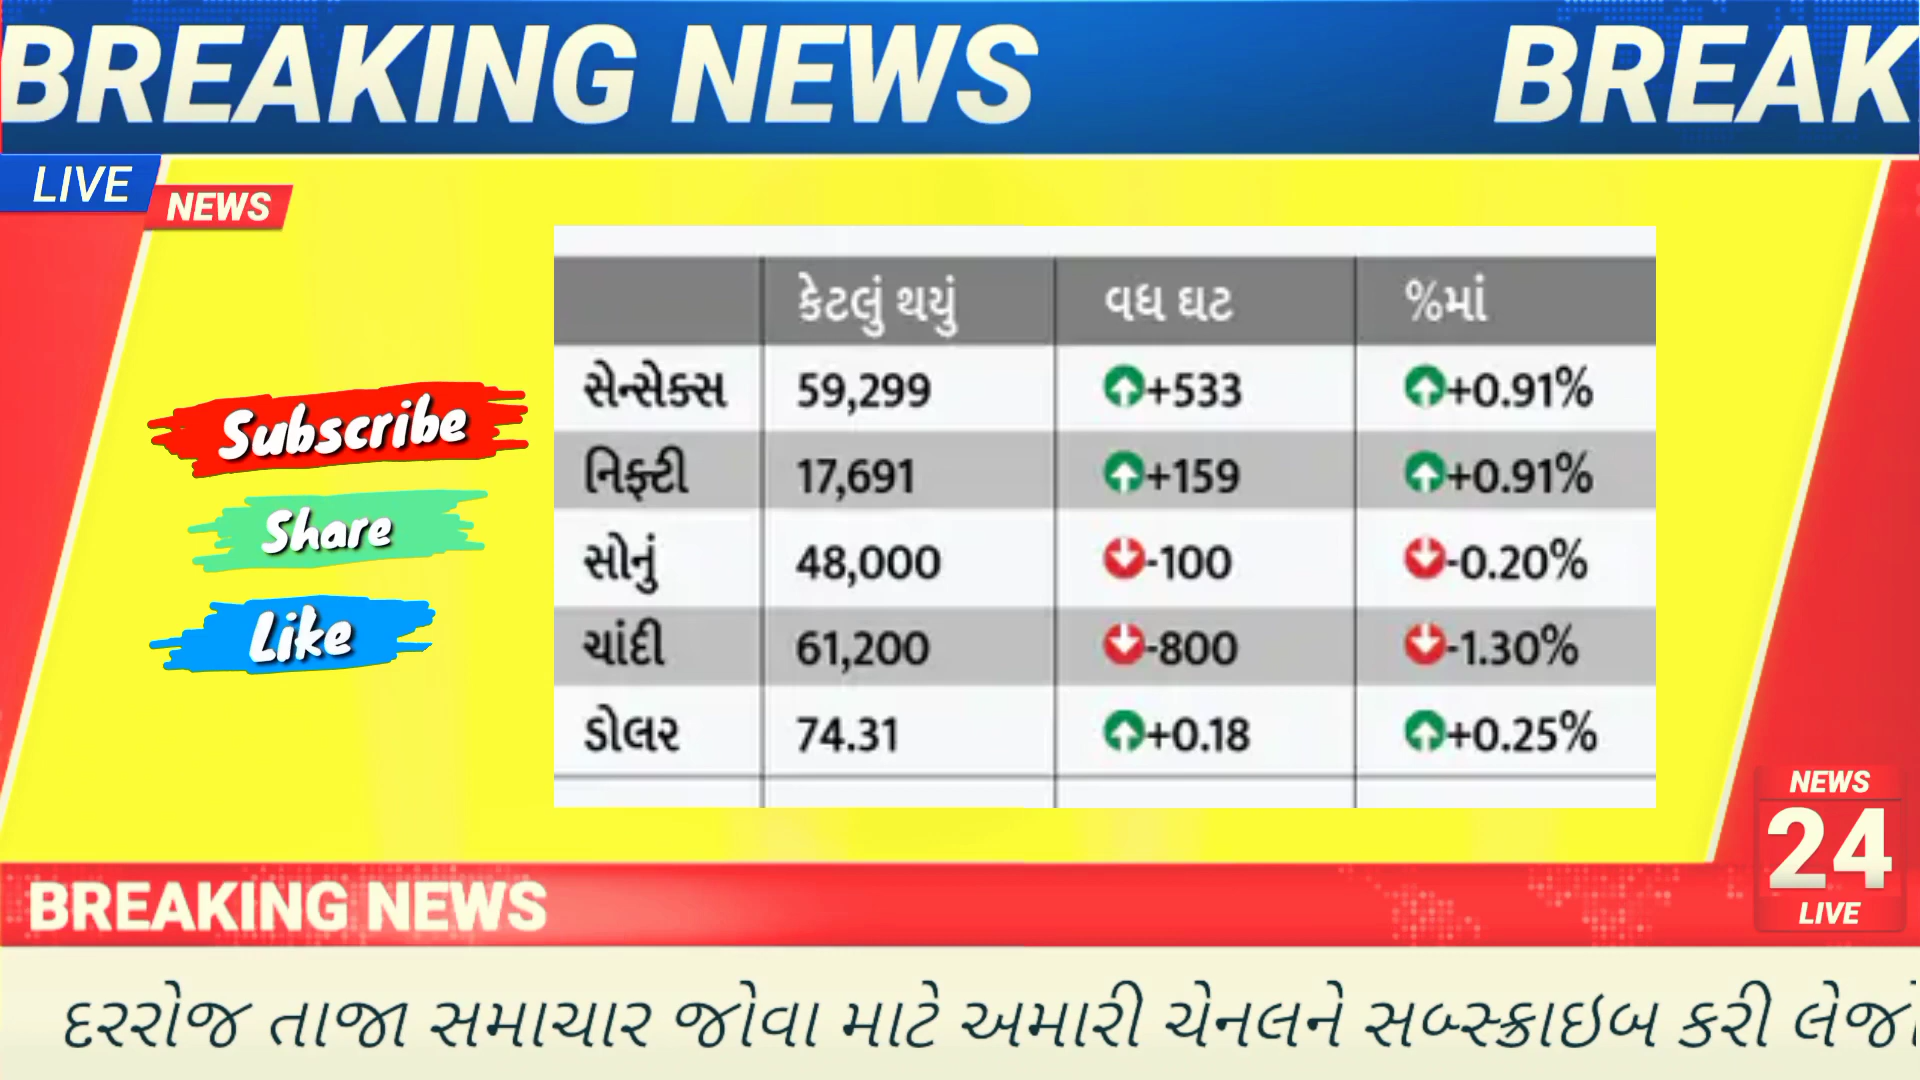 BREAKING NEWS BREAK
LIVE
NEWS
કેટલું થયું વધ ઘટ %માં
સેન્સેક્સ 59,299 +533 +0.91%
નિફ્ટી 17,691 +159 +0.91%
સોનું 48,000 -100 -0.20%
ચાંદી 61,200 -800 -1.30%
ડોલર 74.31 +0.18 +0.25%
Subscribe
Share
Like
NEWS
24
LIVE
BREAKING NEWS
દરરોજ તાજા સમાચાર જોવા માટે અમારી ચેનલને સબ્સ્ક્રાઇબ કરી લેજો